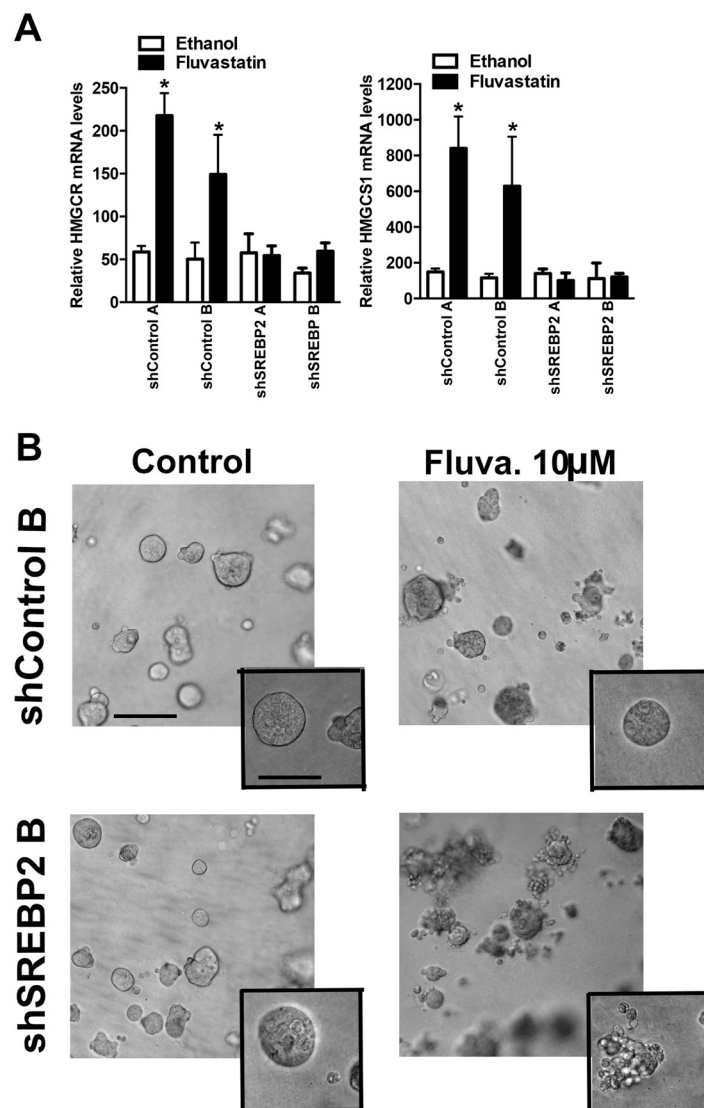 A
Ethanol
Fluvastatin
Relative HMGCR mRNA levels
250
200
150
100
50
0
*
*
shControl A
shControl B
shSREBP2 A
shSREBP B
Ethanol
Fluvastatin
Relative HMGCS1 mRNA levels
1200
1000
800
600
400
200
0
*
*
shControl A
shControl B
shSREBP2 A
shSREBP2 B
B
Control
Fluva. 10µM
shControl B
shSREBP2 B